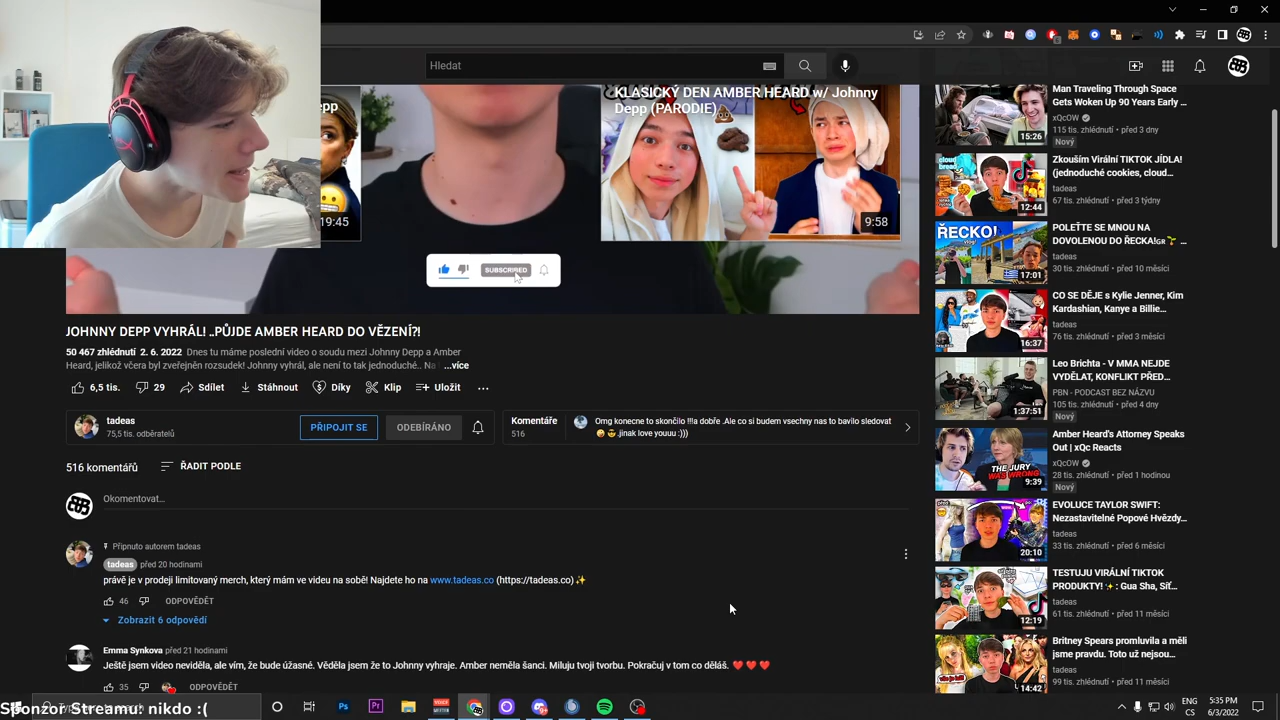 Hledat
KLASICKÝ DEN AMBER HEARD w/ Johnny
Depp (PARODIE)
19:45
9:58
SUBSCRIBED
JOHNNY DEPP VYHRÁL! ..PŮJDE AMBER HEARD DO VĚZENÍ?!
50 467 zhlédnutí 2. 6. 2022 Dnes tu máme poslední video o soudu mezi Johnny Depp a Amber
Heard, jelikož včera byl zveřejněn rozsudek! Johnny vyhrál, ale není to tak jednoduché.. Na
...více
6,5 tis.
29
Sdílet
Stáhnout
Díky
Klip
Uložit
tadeas
75,5 tis. odběratelů
PŘIPOJIT SE
ODEBÍRÁNO
Komentáře
516
Omg konecne to skončilo !!!a dobře .Ale co si budem vsechny nas to bavilo sledovat
.jinak love youuu :)))
516 komentářů
ŘADIT PODLE
Okomentovat...
Připnuto autorem tadeas
tadeas před 20 hodinami
právě je v prodeji limitovaný merch, který mám ve videu na sobě! Najdete ho na www.tadeas.co (https://tadeas.co)✨
46
ODPOVĚDĚT
Zobrazit 6 odpovědí
Emma Synkova před 21 hodinami
Ještě jsem video neviděla, ale vím, že bude úžasné. Věděla jsem že to Johnny vyhraje. Amber neměla šanci. Miluju tvoji tvorbu. Pokračuj v tom co děláš. ❤️ ❤️ ❤️
35
ODPOVĚDĚT
Man Traveling Through Space
Gets Woken Up 90 Years Early ...
xQcOW
115 tis. zhlédnutí • před 3 dny
Nový
15:26
Zkouším Virální TIKTOK JÍDLA!
(jednoduché cookies, cloud...
tadeas
67 tis. zhlédnutí • před 3 týdny
12:44
POLEŤTE SE MNOU NA
DOVOLENOU DO ŘECKA!GR🌱 ...
tadeas
30 tis. zhlédnutí • před 10 měsíci
ŘECKO!
17:01
CO SE DĚJE s Kylie Jenner, Kim
Kardashian, Kanye a Billie...
tadeas
76 tis. zhlédnutí • před 3 měsíci
16:37
Leo Brichta - V MMA NEJDE
VYDĚLAT, KONFLIKT PŘED...
PBN - PODCAST BEZ NÁZVU
105 tis. zhlédnutí • před 4 dny
Nový
1:37:51
Amber Heard's Attorney Speaks
Out | xQc Reacts
xQcOW
28 tis. zhlédnutí • před 1 hodinou
Nový
THE JURY
WAS WRONG
9:39
EVOLUCE TAYLOR SWIFT:
Nezastavitelné Popové Hvězdy...
tadeas
33 tis. zhlédnutí • před 6 měsíci
20:10
TESTUJU VIRÁLNÍ TIKTOK
PRODUKTY!✨: Gua Sha, Síť...
tadeas
61 tis. zhlédnutí • před 11 měsíci
12:19
Britney Spears promluvila a měli
jsme pravdu. Toto už nejsou...
tadeas
99 tis. zhlédnutí • před 11 měsíci
14:42
Sponzor Streamu: nikdo :(
ENG
CS
5:35 PM
6/3/2022